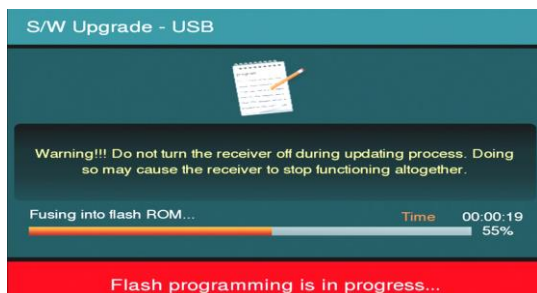 S/W Upgrade - USB
Warning!!! Do not turn the receiver off during updating process. Doing
so may cause the receiver to stop functioning altogether.
Fusing into flash ROM... Time 00:00:19
55%
Flash programming is in progress...